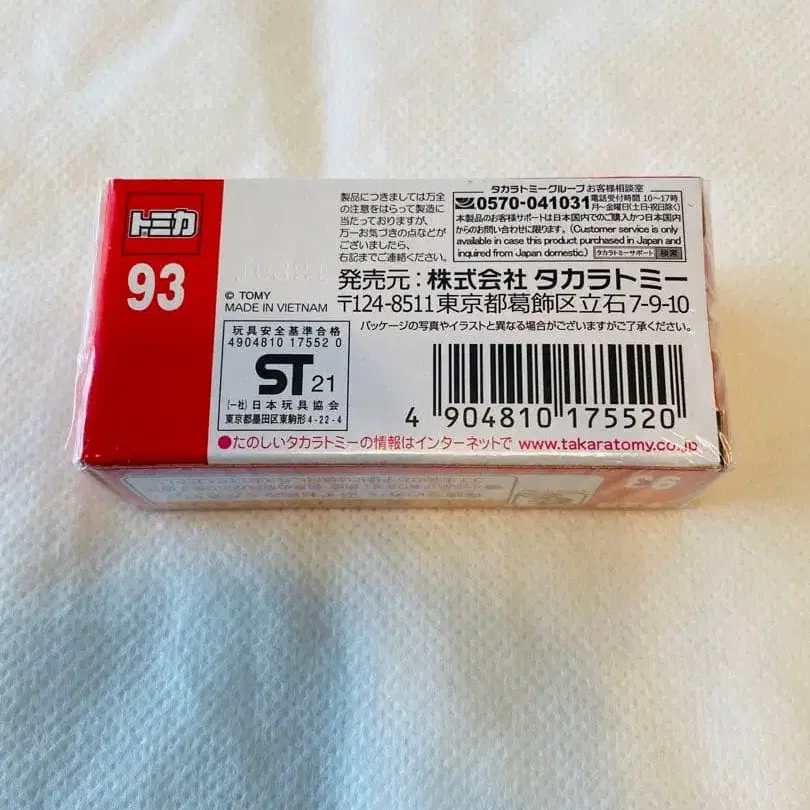 トミカ
93
製品につきましては万全
の注意をはらって製造に
当たっておりますが、
万一お気づきの点などが
ございましたら、
右記までご連絡ください。
タカラトミーグループ お客様相談室
0570-041031 電話受付時間 10〜17時
月〜金曜日(土日・祝日除く)
本製品のお客様サポートは日本国内でのご購入かつ日本国内
からのお問い合わせに限ります。(Customer service is only
available in case this product purchased in Japan and
inquired from Japan domestic.) タカラトミーサポート 検索
© TOMY
MADE IN VIETNAM
発売元：株式会社 タカラトミー
〒124-8511 東京都葛飾区立石7-9-10
パッケージの写真やイラストと異なる場合がございますがご了承ください。
玩具安全基準合格
4904810 17552 0
ST 21
(一社)日本玩具協会
東京都墨田区東駒形4-22-4
4 904810 175520
●たのしいタカラトミーの情報はインターネットで www.takaratomy.co.jp
93